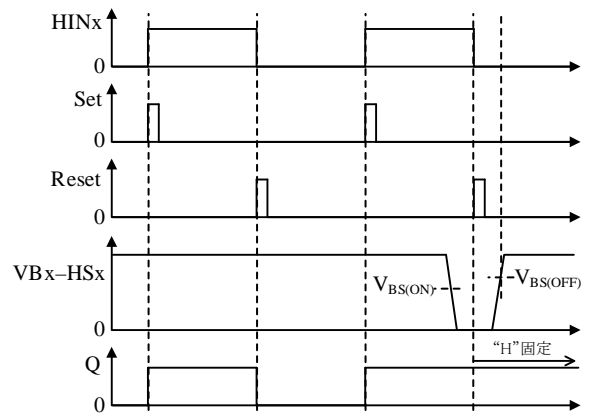 HINx
0
Set
0
Reset
0
VBx–HSx
VBS(ON)
VBS(OFF)
0
“H”固定
Q
0